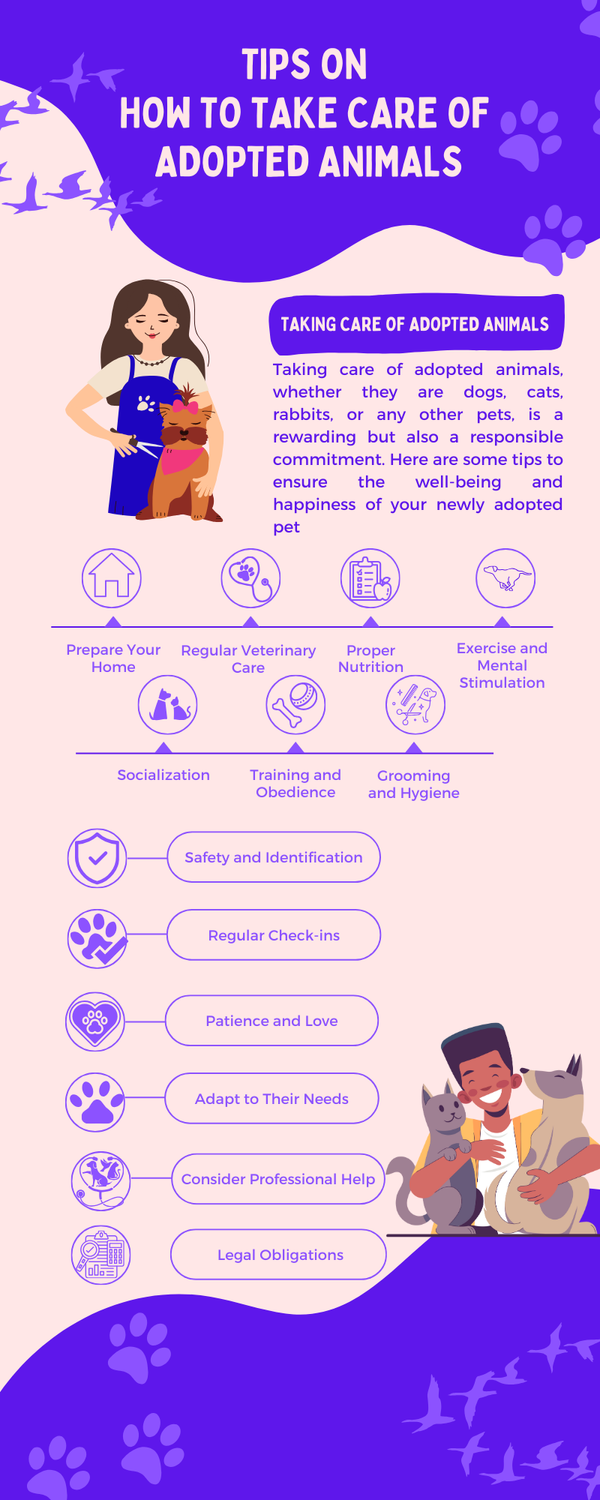 TIPS ON
HOW TO TAKE CARE OF
ADOPTED ANIMALS
TAKING CARE OF ADOPTED ANIMALS
Taking care of adopted animals,
whether they are dogs, cats,
rabbits, or any other pets, is a
rewarding but also a responsible
commitment. Here are some tips to
ensure the well-being and
happiness of your newly adopted
pet
Prepare Your
Home
Regular Veterinary
Care
Proper
Nutrition
Exercise and
Mental
Stimulation
Socialization
Training and
Obedience
Grooming
and Hygiene
Safety and Identification
Regular Check-ins
Patience and Love
Adapt to Their Needs
Consider Professional Help
Legal Obligations